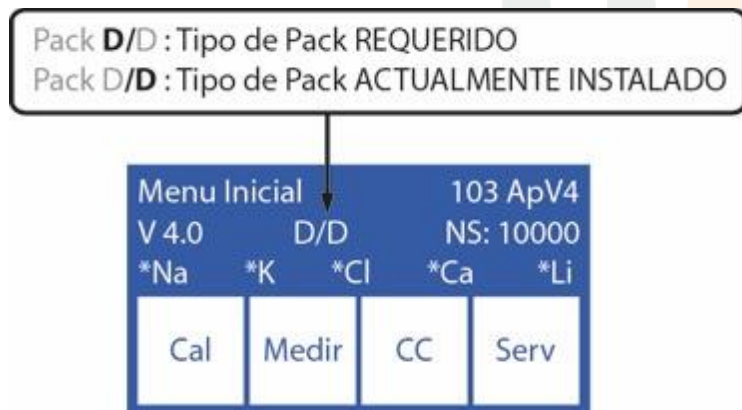 Pack D/D : Tipo de Pack REQUERIDO
Pack D/D : Tipo de Pack ACTUALMENTE INSTALADO
Menu Inicial 103 ApV4
V 4.0 D/D NS: 10000
*Na *K *Cl *Ca *Li
Cal Medir CC Serv